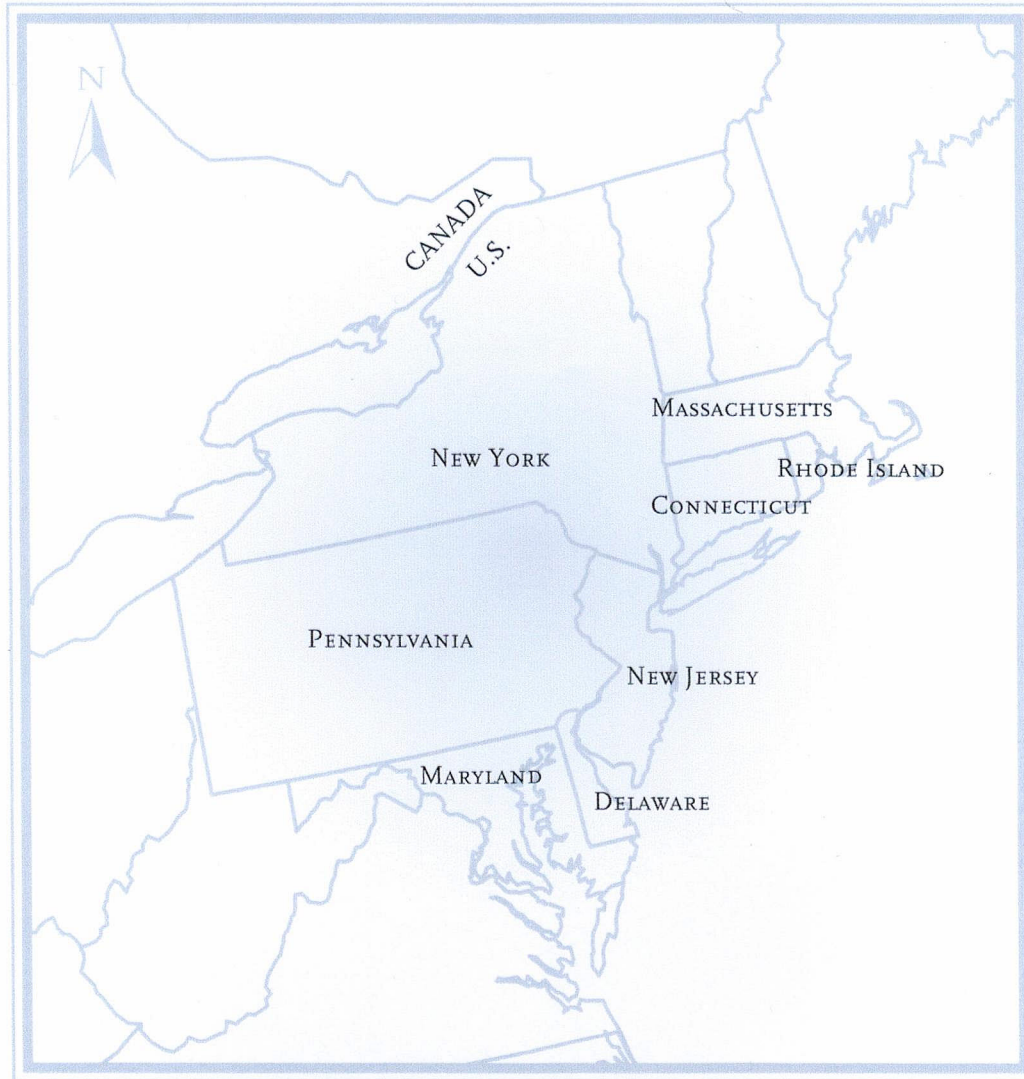 N
CANADA
U.S.
MASSACHUSETTS
NEW YORK
RHODE ISLAND
CONNECTICUT
PENNSYLVANIA
NEW JERSEY
MARYLAND
DELAWARE